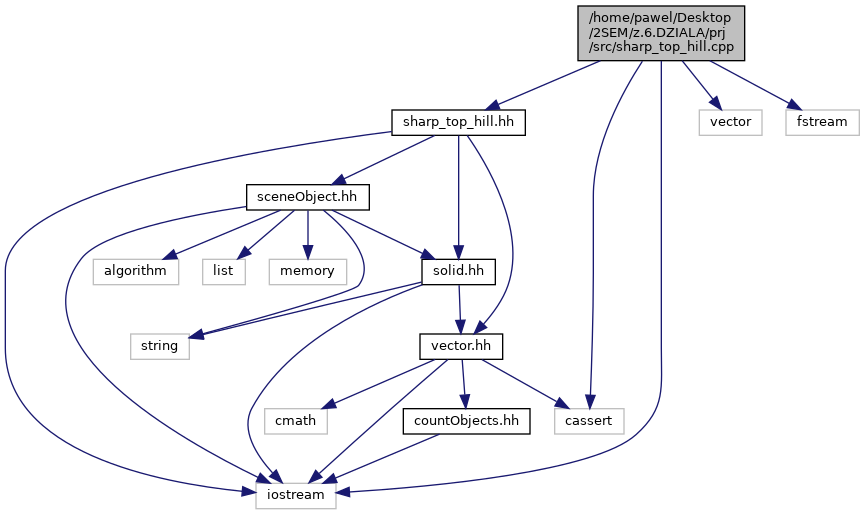 /home/pawel/Desktop
/2SEM/z.6.DZIALA/prj
/src/sharp_top_hill.cpp
sharp_top_hill.hh
vector
fstream
sceneObject.hh
algorithm
list
memory
solid.hh
string
vector.hh
cmath
countObjects.hh
cassert
iostream